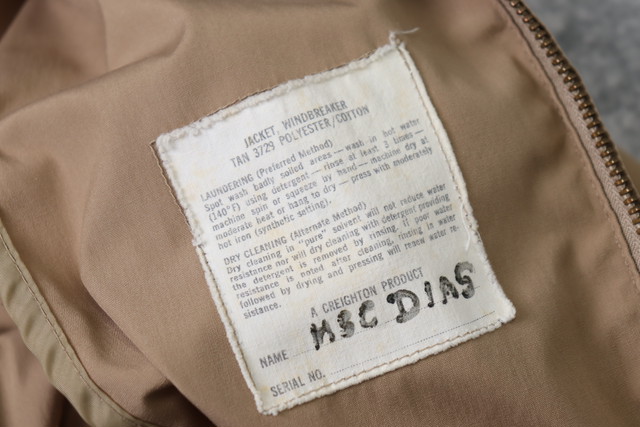 JACKET, WINDBREAKER
TAN 3729 POLYESTER/COTTON
LAUNDERING (Preferred Method)
Spot wash badly soiled areas — wash in hot water
(140°F) using detergent — rinse at least 3 times —
machine spin or squeeze by hand — machine dry at
moderate heat or hang to dry — press with moderately
hot iron (synthetic setting).
DRY CLEANING (Alternate Method)
Dry cleaning in "pure" solvent will not reduce water
resistance nor will dry cleaning with detergent providing
the detergent is removed by rinsing. If poor water
resistance is noted after cleaning, rinsing in water
followed by drying and pressing will renew water re-
sistance.
A CREIGHTON PRODUCT
NAME MSC DIAS
SERIAL NO.